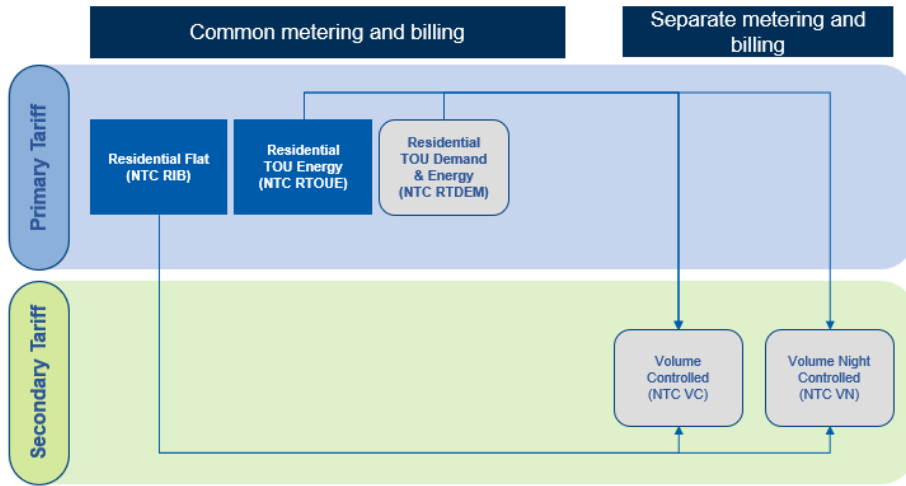 Common metering and billing
Separate metering and
billing
Primary Tariff
Residential Flat
(NTC RIB)
Residential
TOU Energy
(NTC RTOUE)
Residential
TOU Demand
& Energy
(NTC RTDEM)
Secondary Tariff
Volume
Controlled
(NTC VC)
Volume Night
Controlled
(NTC VN)